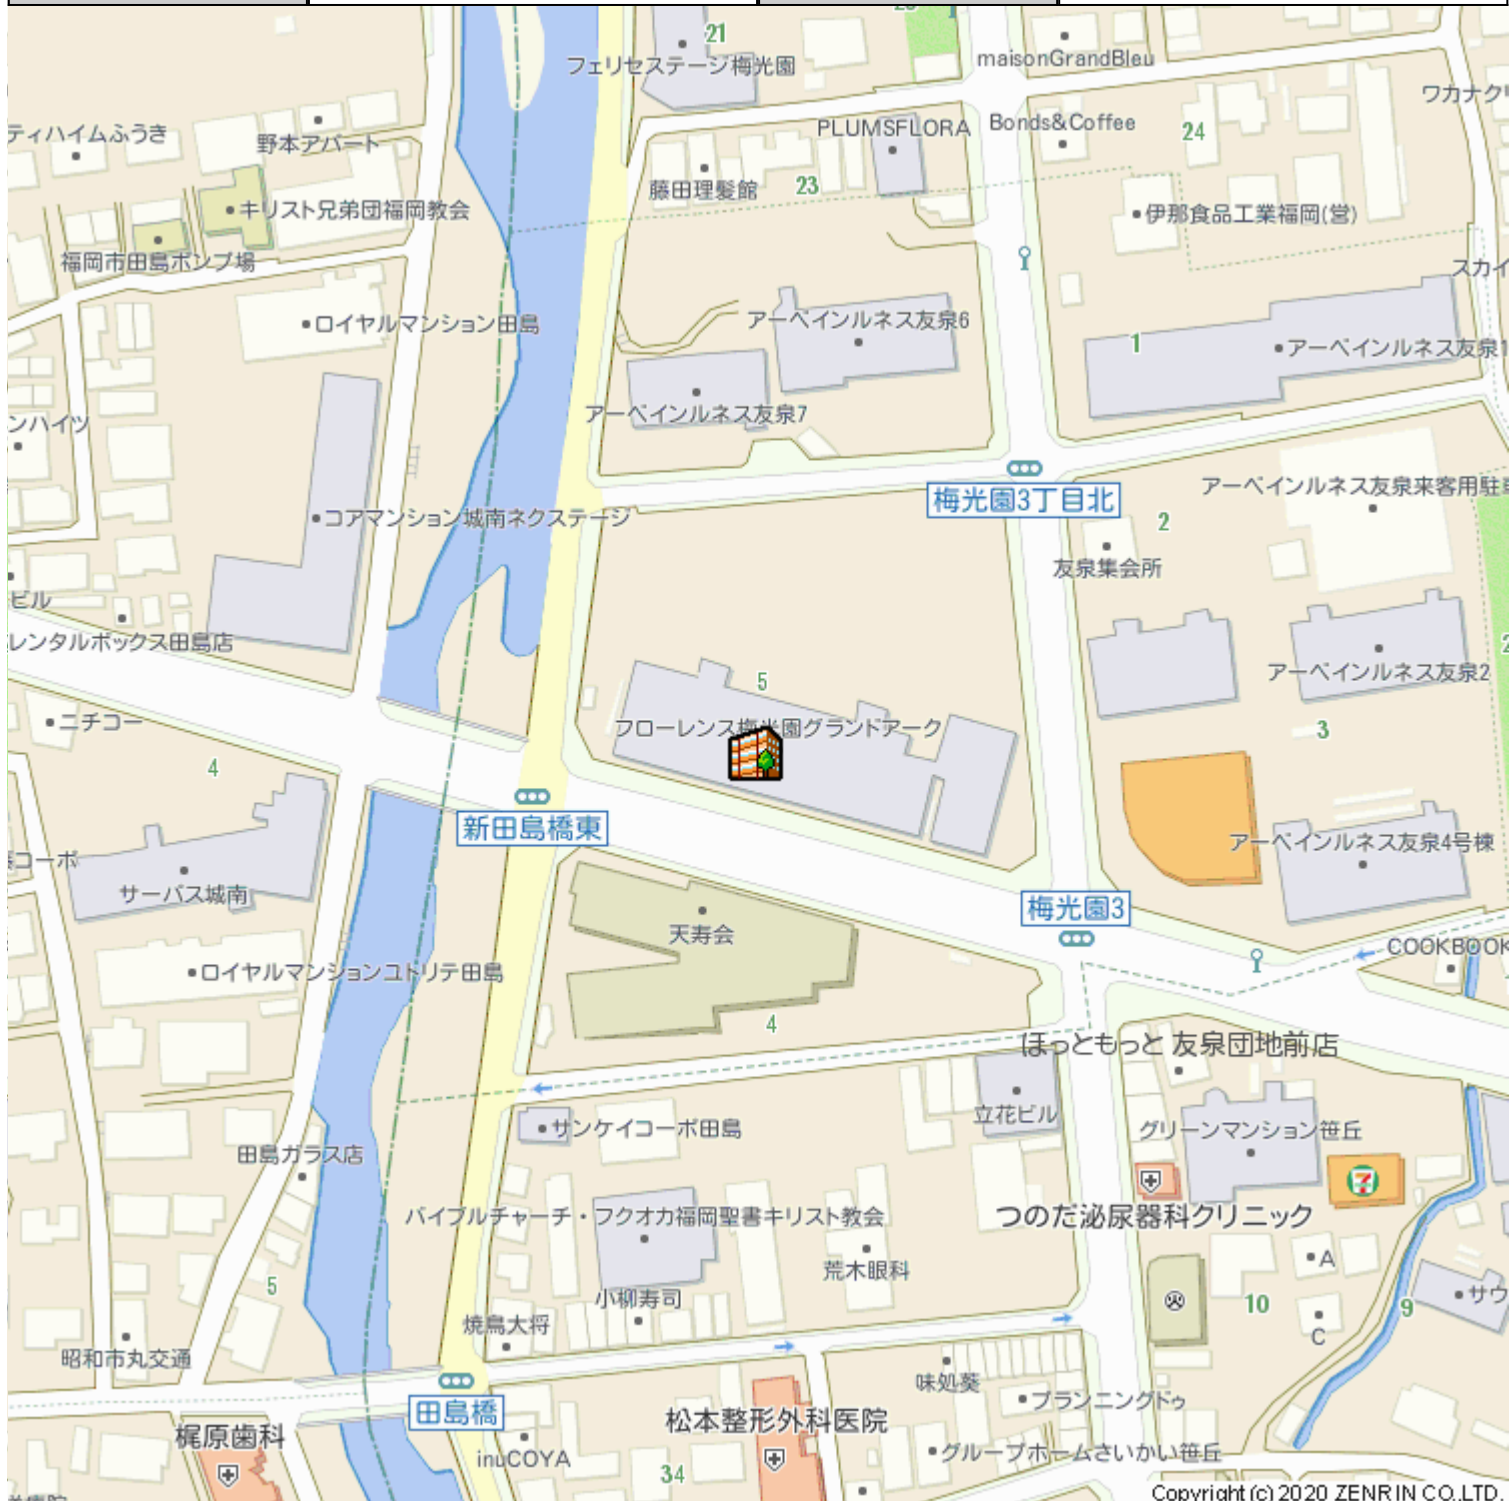 21
フェリセステージ梅光園
maisonGrandBleu
ティハイムふうき
野本アパート
PLUMSFLORA
Bonds&Coffee
24
ワカナク
藤田理髪館
23
キリスト兄弟団福岡教会
伊那食品工業福岡(営)
福岡市田島ポンプ場
スカイ
ロイヤルマンション田島
アーベインルネス友泉6
1
アーベインルネス友泉1
アーベインルネス友泉7
ンハイツ
梅光園3丁目北
アーベインルネス友泉来客用駐
コアマンション城南ネクステージ
2
友泉集会所
ビル
レンタルボックス田島店
アーベインルネス友泉2
5
ニチコー
フローレンス梅光園グランドアーク
3
4
新田島橋東
アーベインルネス友泉4号棟
コーポ
サーパス城南
梅光園3
天寿会
COOKBOOK
ロイヤルマンションユトリテ田島
4
ほっともっと 友泉団地前店
立花ビル
サンケイコーポ田島
グリーンマンション笹丘
田島ガラス店
バイブルチャーチ・フクオカ福岡聖書キリスト教会
つのだ泌尿器科クリニック
荒木眼科
A
5
小柳寿司
10
9
サウ
焼鳥大将
C
昭和市丸交通
味処葵
プランニングドゥ
田島橋
松本整形外科医院
梶原歯科
inuCOYA
グループホームさいかい笹丘
34
Copyright (c) 2020 ZENRIN CO.,LTD.